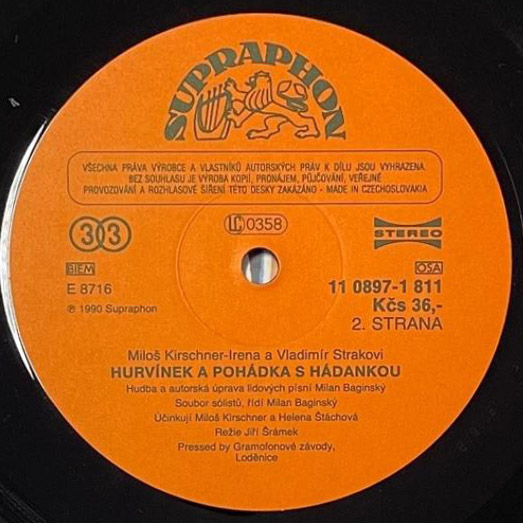 SUPRAPHON
VŠECHNA PRÁVA VÝROBCE A VLASTNÍKŮ AUTORSKÝCH PRÁV K DÍLU JSOU VYHRAZENA.
BEZ SOUHLASU JE VÝROBA KOPIÍ, PRONÁJEM, PŮJČOVÁNÍ, VEŘEJNÉ
PROVOZOVÁNÍ A ROZHLASOVÉ ŠÍŘENÍ TÉTO DESKY ZAKÁZÁNO - MADE IN CZECHOSLOVAKIA
33
LC 0358
STEREO
BIEM
OSA
E 8716
11 0897-1 811
Kčs 36,-
℗ 1990 Supraphon
2. STRANA
Miloš Kirschner-Irena a Vladimír Strakovi
HURVÍNEK A POHÁDKA S HÁDANKOU
Hudba a autorská úprava lidových písní Milan Baginský
Soubor sólistů, řídí Milan Baginský
Účinkují Miloš Kirschner a Helena Štáchová
Režie Jiří Šrámek
Pressed by Gramofonové závody,
Loděnice